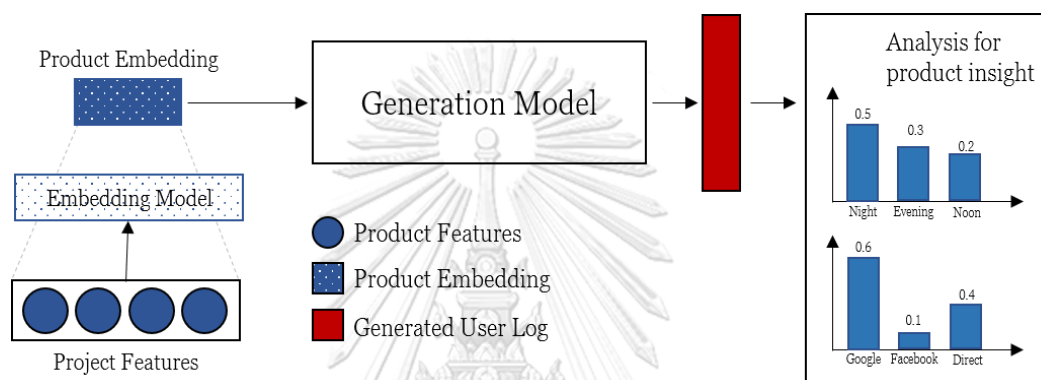 Product Embedding
Embedding Model
Project Features
Generation Model
Product Features
Product Embedding
Generated User Log
Analysis for
product insight
0.5
0.3
0.2
Night Evening Noon
0.6
0.1
0.4
Google Facebook Direct